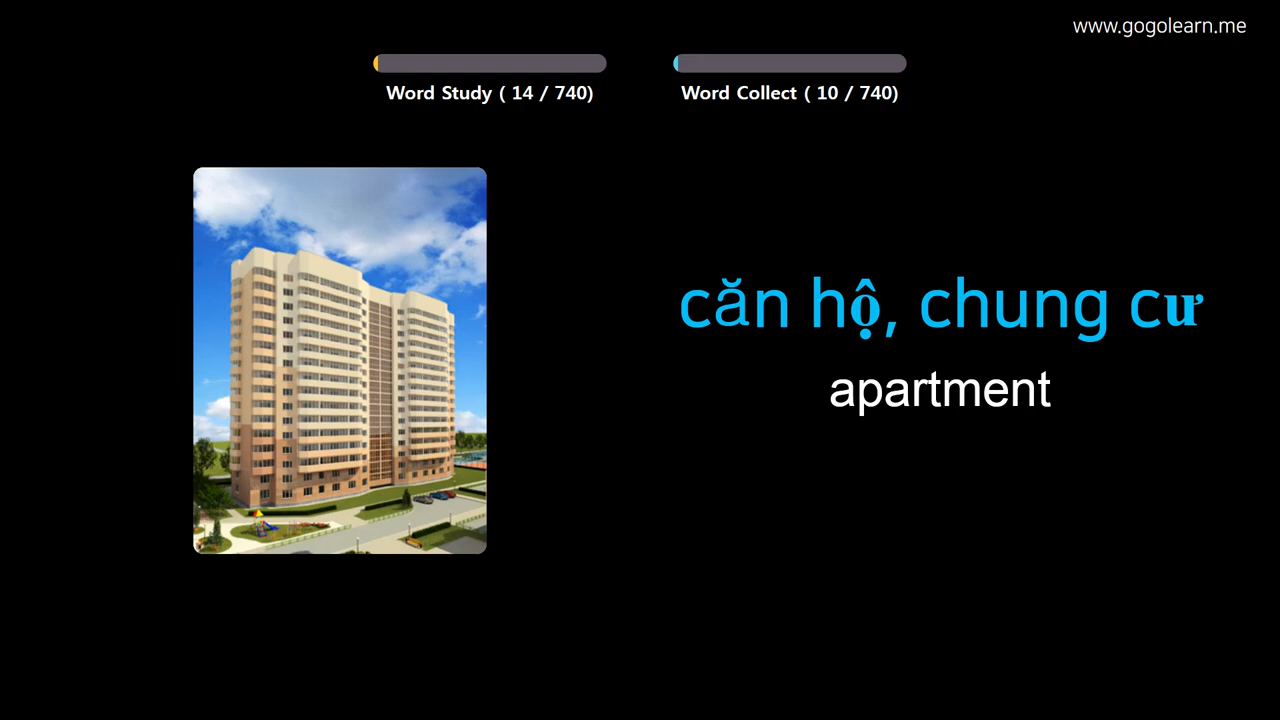 www.gogolearn.me
Word Study ( 14 / 740)
Word Collect ( 10 / 740)
căn hộ, chung cư
apartment